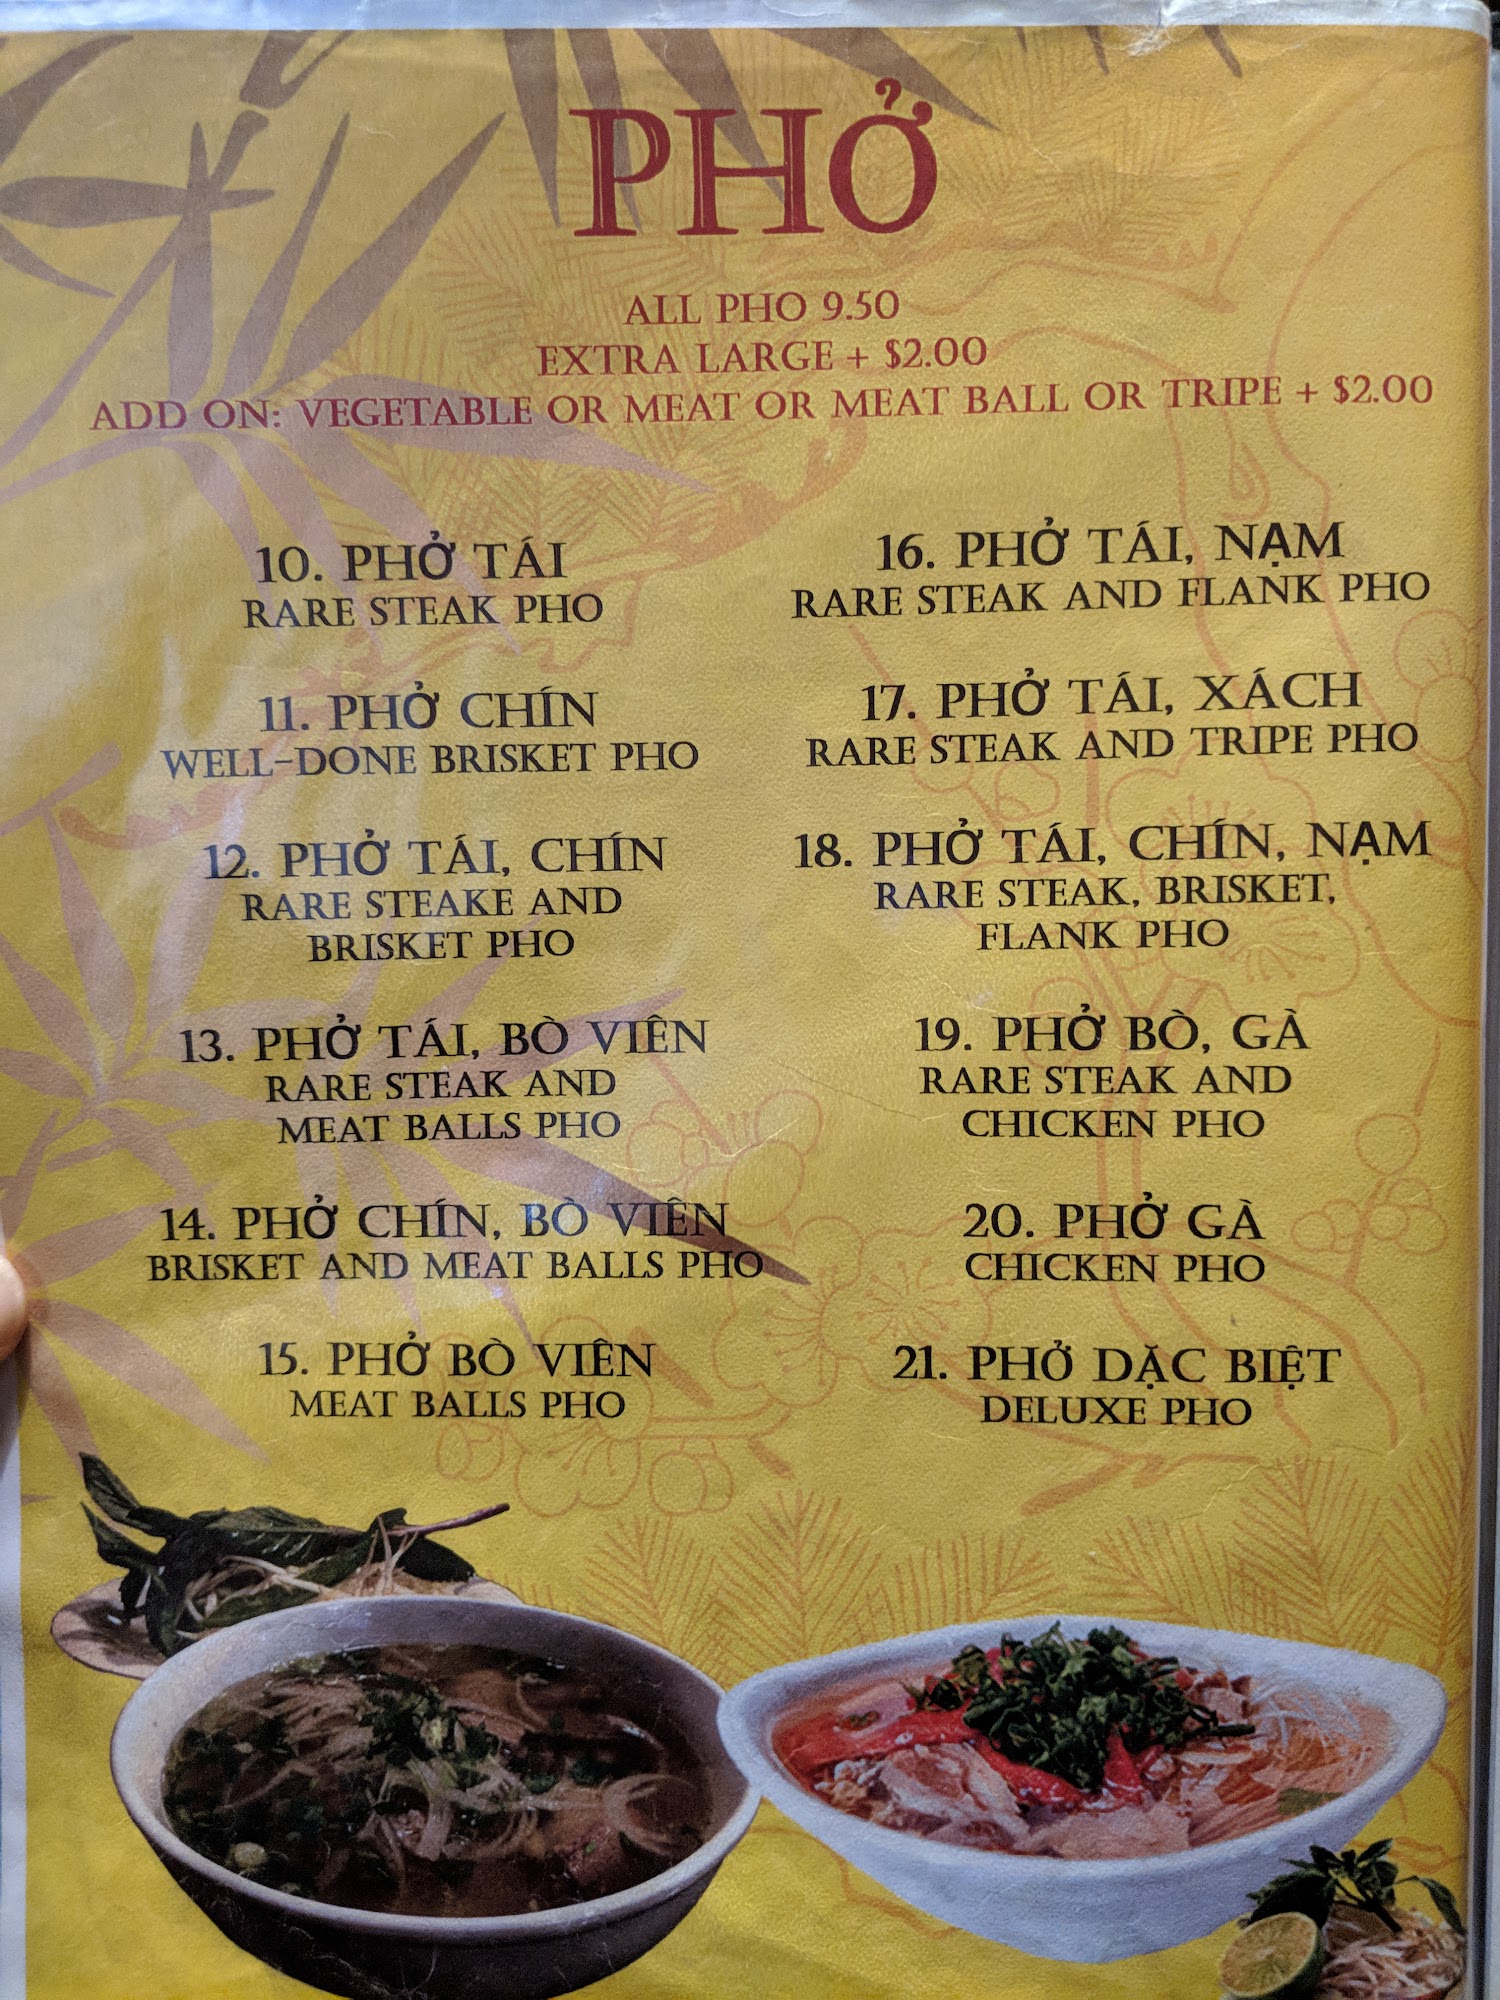 PHỞ
ALL PHO 9.50
EXTRA LARGE + $2.00
ADD ON: VEGETABLE OR MEAT OR MEAT BALL OR TRIPE + $2.00
10. PHỞ TÁI
RARE STEAK PHO
11. PHỞ CHÍN
WELL-DONE BRISKET PHO
12. PHỞ TÁI, CHÍN
RARE STEAKE AND
BRISKET PHO
13. PHỞ TÁI, BÒ VIÊN
RARE STEAK AND
MEAT BALLS PHO
14. PHỞ CHÍN, BÒ VIÊN
BRISKET AND MEAT BALLS PHO
15. PHỞ BÒ VIÊN
MEAT BALLS PHO
16. PHỞ TÁI, NẠM
RARE STEAK AND FLANK PHO
17. PHỞ TÁI, XÁCH
RARE STEAK AND TRIPE PHO
18. PHỞ TÁI, CHÍN, NẠM
RARE STEAK, BRISKET,
FLANK PHO
19. PHỞ BÒ, GÀ
RARE STEAK AND
CHICKEN PHO
20. PHỞ GÀ
CHICKEN PHO
21. PHỞ DẶC BIỆT
DELUXE PHO